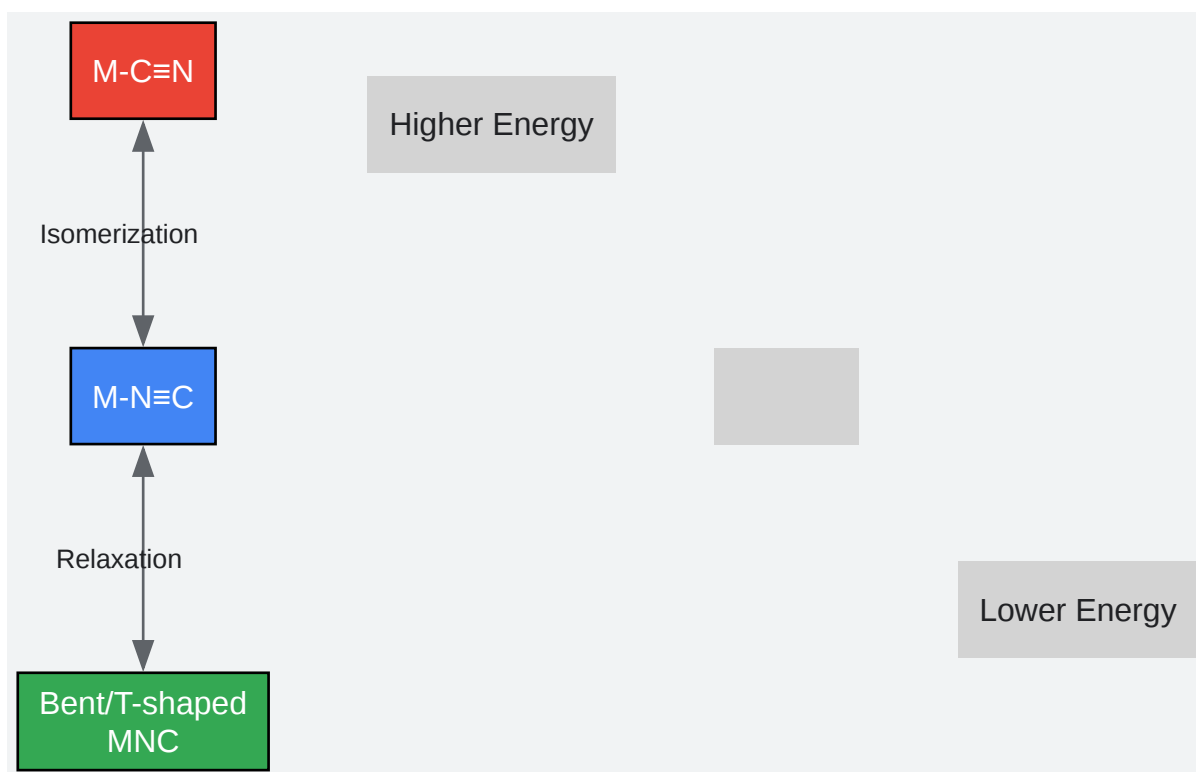 M-C≡N
Higher Energy
Isomerization
M-N≡C
Relaxation
Lower Energy
Bent/T-shaped
MNC